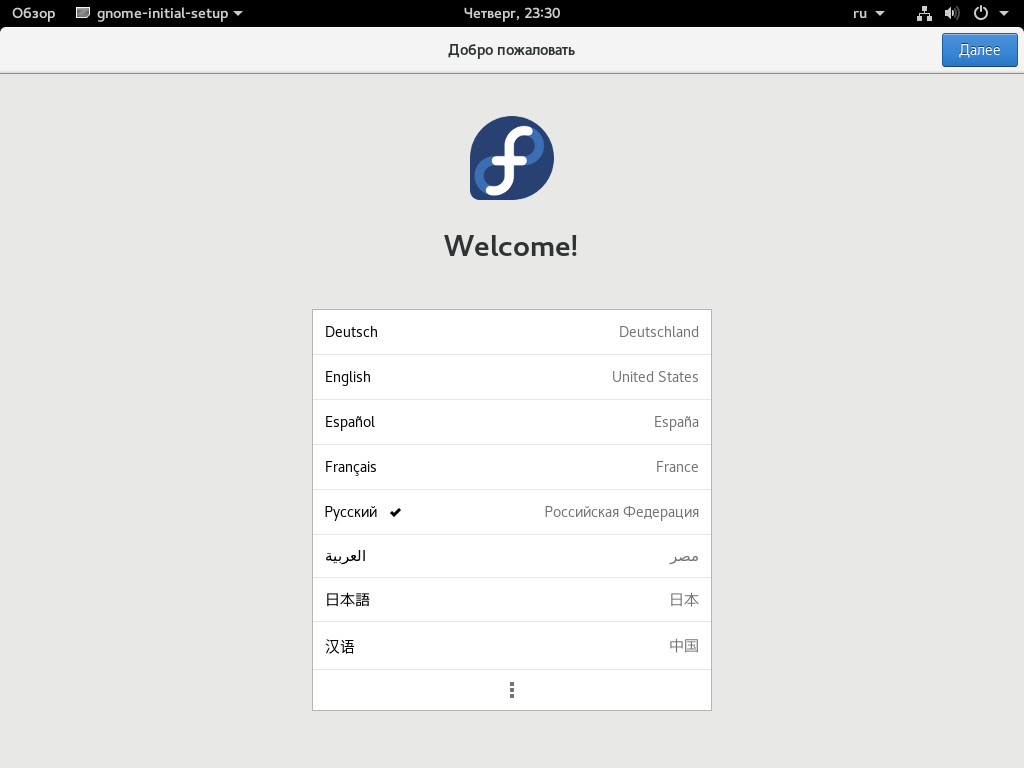 Обзор gnome-initial-setup Четверг, 23:30 ru
Добро пожаловать Далее
Welcome!
Deutsch Deutschland
English United States
Español España
Français France
Русский Российская Федерация
العربية مصر
日本語 日本
汉语 中国